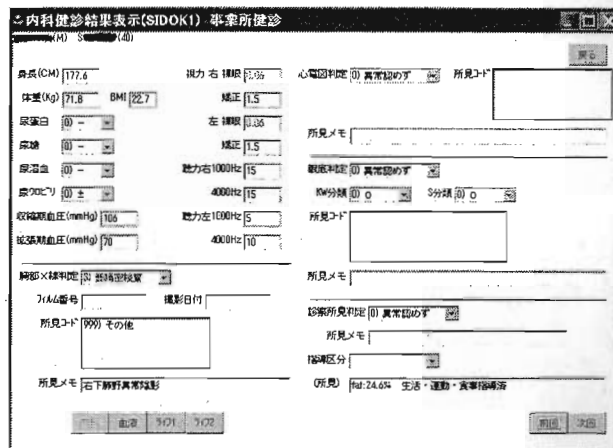 内科健診結果表示(SIDOK1) 事業所健診
(M) S (40)
戻る
身長(CM) 177.6
体重(Kg) 71.8 BMI 22.7
尿蛋白 0) －
尿糖 0) －
尿潜血 0) －
尿ウロビリ 0) ±
収縮期血圧(mmHg) 106
拡張期血圧(mmHg) 70
視力 右 裸眼 0.06
矯正 1.5
左 裸眼 0.06
矯正 1.5
聴力右1000Hz 15
4000Hz 15
聴力左1000Hz 5
4000Hz 10
胸部X線判定
フィルム番号 撮影日付
所見コード 999) その他
所見メモ 右下肺野異常陰影
心電図判定 0) 異常認めず 所見コード
所見メモ
眼底判定 0) 異常認めず
KW分類 0) 0 S分類 0) 0
所見コード
所見メモ
診察所見判定 0) 異常認めず
所見メモ
指導区分
(所見) fat:24.6% 生活・運動・食事指導済
血液 ライフ1 ライフ2
前回 次回